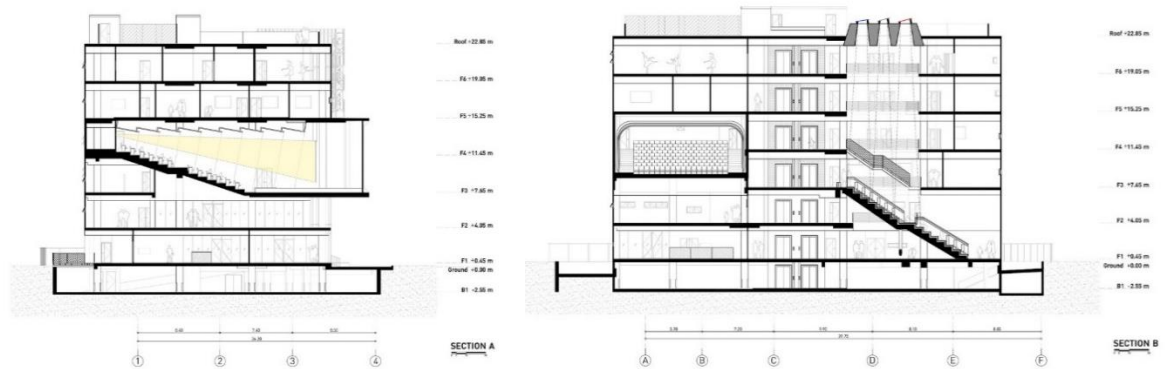 Roof +22.85 m
F6 +19.05 m
F5 +15.25 m
F4 +11.45 m
F3 +7.65 m
F2 +4.05 m
F1 +0.45 m
Ground +0.00 m
B1 -2.55 m
1
2
3
4
SECTION A
Roof +22.85 m
F6 +19.05 m
F5 +15.25 m
F4 +11.45 m
F3 +7.65 m
F2 +4.05 m
F1 +0.45 m
Ground +0.00 m
B1 -2.55 m
A
B
C
D
E
F
SECTION B